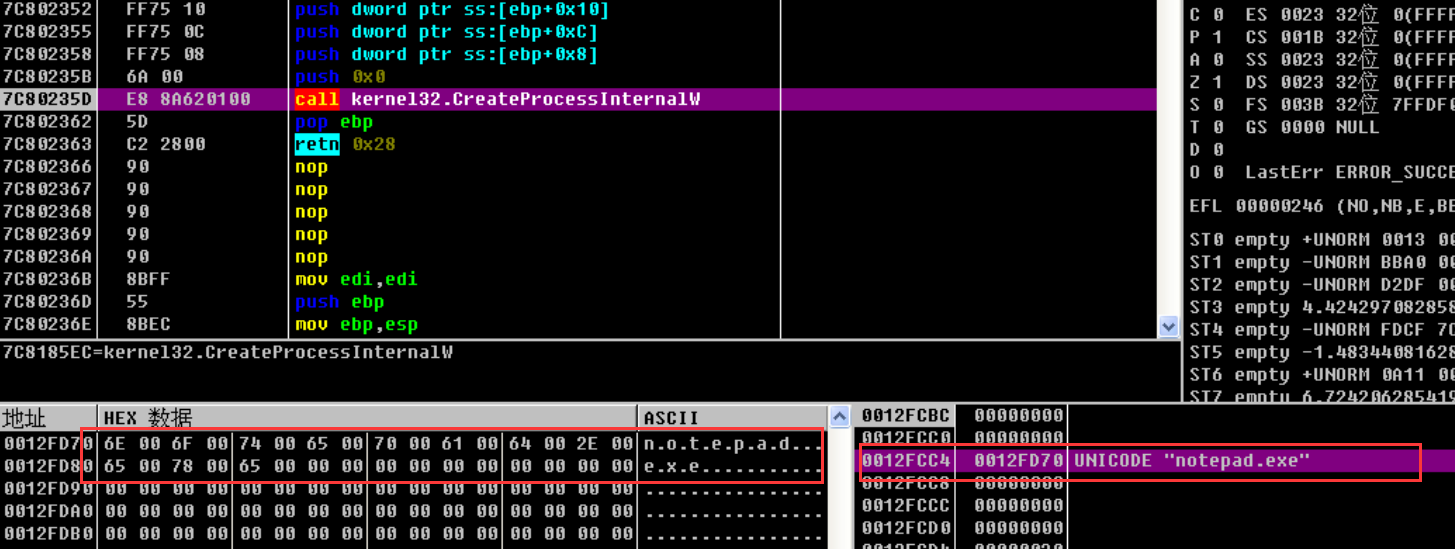 7C802352 FF75 10 push dword ptr ss:[ebp+0x10]
7C802355 FF75 0C push dword ptr ss:[ebp+0xC]
7C802358 FF75 08 push dword ptr ss:[ebp+0x8]
7C80235B 6A 00 push 0x0
7C80235D E8 8A620100 call kernel32.CreateProcessInternalW
7C802362 5D pop ebp
7C802363 C2 2800 retn 0x28
7C802366 90 nop
7C802367 90 nop
7C802368 90 nop
7C802369 90 nop
7C80236A 90 nop
7C80236B 8BFF mov edi,edi
7C80236D 55 push ebp
7C80236E 8BEC mov ebp,esp
7C8185EC=kernel32.CreateProcessInternalW
C 0 ES 0023 32位 0(FFFF
P 1 CS 001B 32位 0(FFFF
A 0 SS 0023 32位 0(FFFF
Z 1 DS 0023 32位 0(FFFF
S 0 FS 003B 32位 7FFDF
T 0 GS 0000 NULL
D 0
O 0 LastErr ERROR_SUCCE
EFL 00000246 (NO,NB,E,BE
ST0 empty +UNORM 0013 00
ST1 empty -UNORM BBA0 00
ST2 empty -UNORM D2DF 00
ST3 empty 4.424297082858
ST4 empty -UNORM FDCF 7C
ST5 empty -1.48344081628
ST6 empty +UNORM 0A11 00
ST7 empty 6.724206285419
地址 HEX 数据 ASCII
0012FD70 6E 00 6F 00 74 00 65 00 70 00 61 00 64 00 2E 00 n.o.t.e.p.a.d...
0012FD80 65 00 78 00 65 00 00 00 00 00 00 00 00 00 00 00 e.x.e...........
0012FD90 00 00 00 00 00 00 00 00 00 00 00 00 00 00 00 00 ................
0012FDA0 00 00 00 00 00 00 00 00 00 00 00 00 00 00 00 00 ................
0012FDB0 00 00 00 00 00 00 00 00 00 00 00 00 00 00 00 00 ................
0012FCBC 00000000
0012FCC0 00000000
0012FCC4 0012FD70 UNICODE "notepad.exe"
0012FCC8 00000000
0012FCCC 00000000
0012FCD0 00000000
0012FCD4 00000020